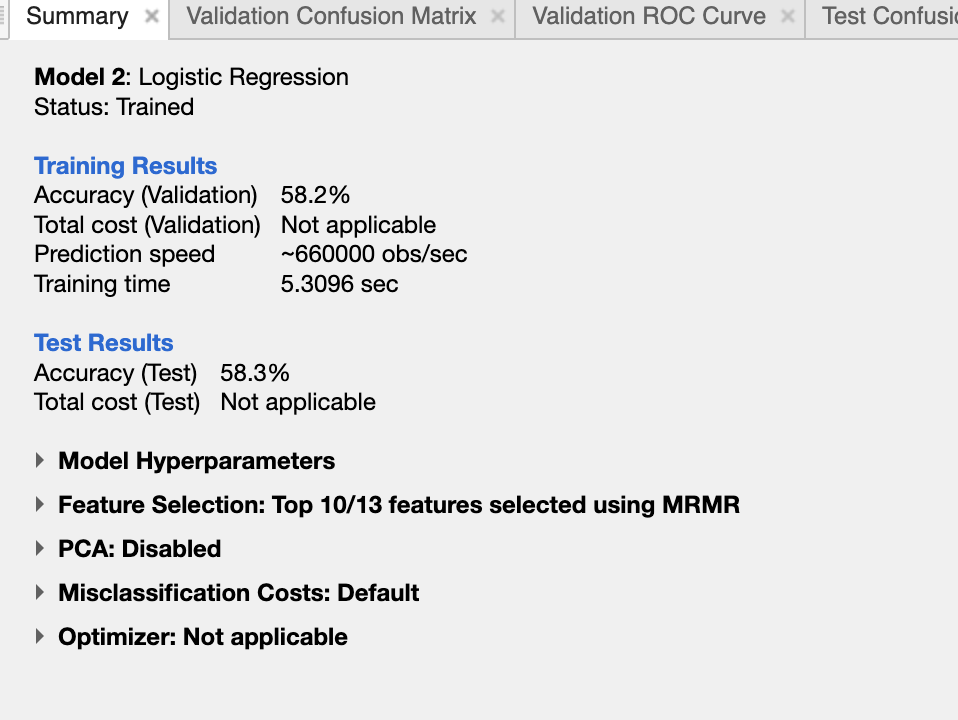 Summary × Validation Confusion Matrix × Validation ROC Curve × Test
Model 2: Logistic Regression
Status: Trained
Training Results
Accuracy (Validation) 58.2%
Total cost (Validation) Not applicable
Prediction speed ~660000 obs/sec
Training time 5.3096 sec
Test Results
Accuracy (Test) 58.3%
Total cost (Test) Not applicable
Model Hyperparameters
Feature Selection: Top 10/13 features selected using MRMR
PCA: Disabled
Misclassification Costs: Default
Optimizer: Not applicable